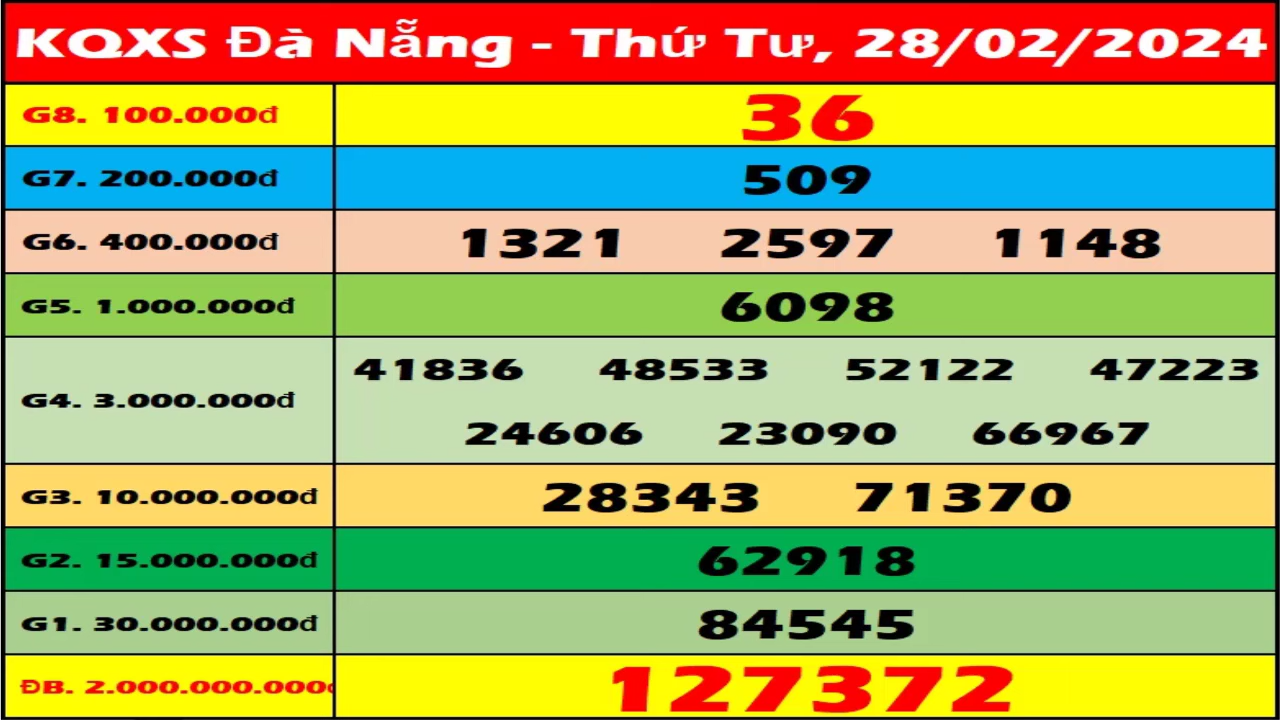 KQXS Đà Nẵng - Thứ Tư, 28/02/2024
G8. 100.000đ 36
G7. 200.000đ 509
G6. 400.000đ 1321 2597 1148
G5. 1.000.000đ 6098
G4. 3.000.000đ
41836 48533 52122 47223
24606 23090 66967
G3. 10.000.000đ 28343 71370
G2. 15.000.000đ 62918
G1. 30.000.000đ 84545
ĐB. 2.000.000.000đ 127372